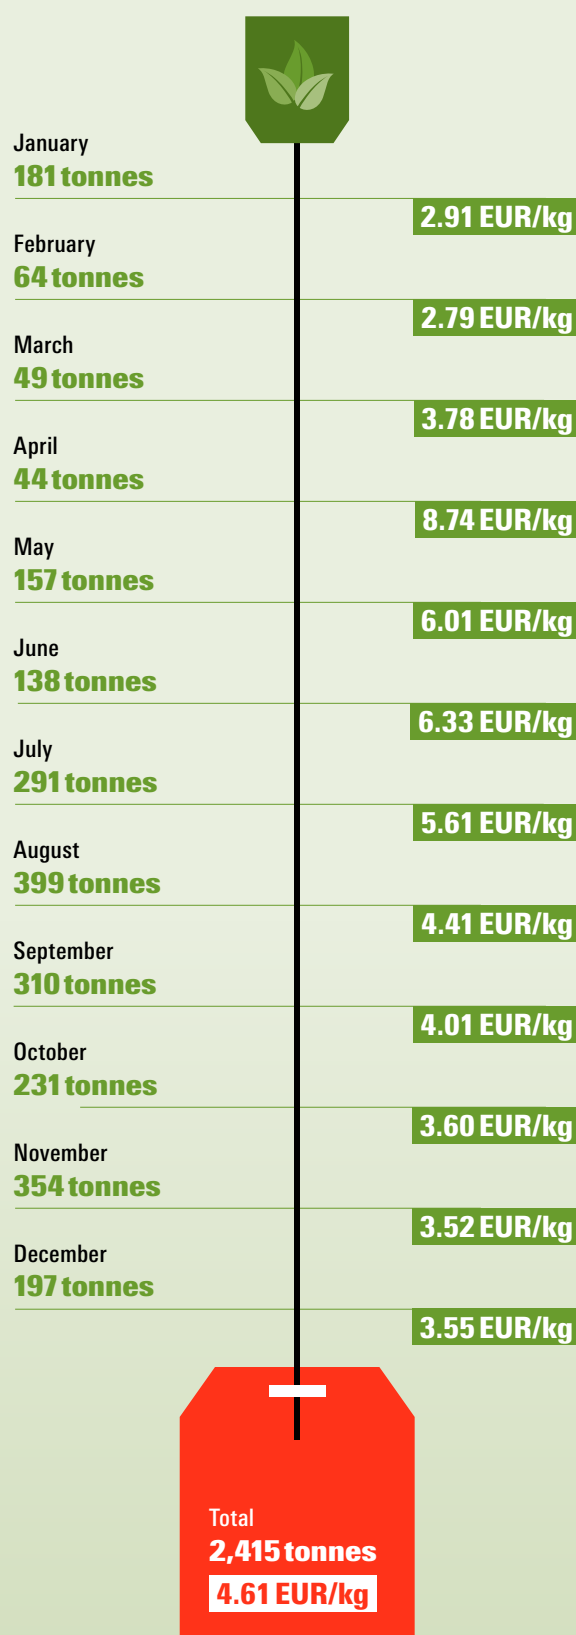 January
181 tonnes
2.91 EUR/kg
February
64 tonnes
2.79 EUR/kg
March
49 tonnes
3.78 EUR/kg
April
44 tonnes
8.74 EUR/kg
May
157 tonnes
6.01 EUR/kg
June
138 tonnes
6.33 EUR/kg
July
291 tonnes
5.61 EUR/kg
August
399 tonnes
4.41 EUR/kg
September
310 tonnes
4.01 EUR/kg
October
231 tonnes
3.60 EUR/kg
November
354 tonnes
3.52 EUR/kg
December
197 tonnes
3.55 EUR/kg
Total
2,415 tonnes
4.61 EUR/kg